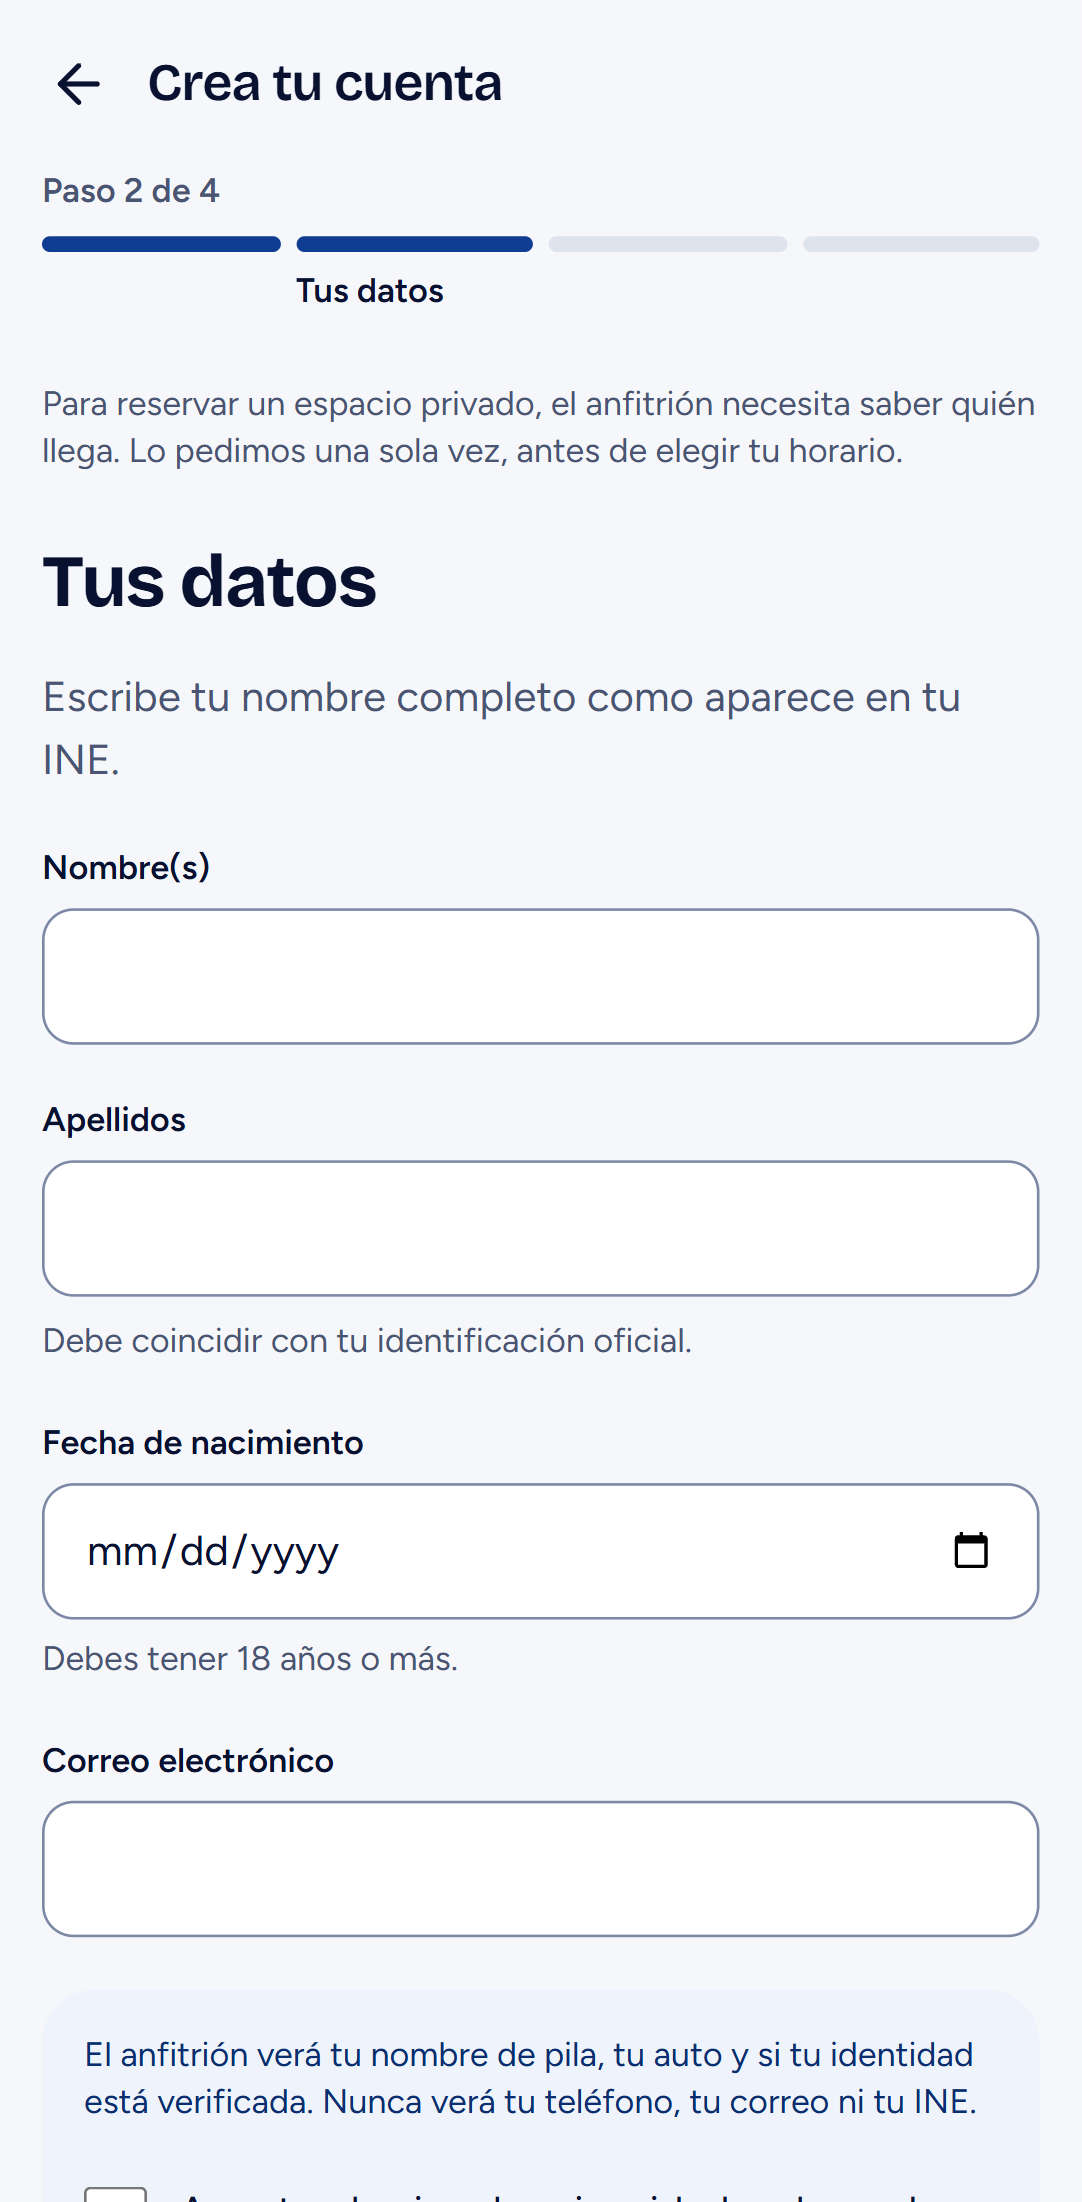 Crea tu cuenta
Paso 2 de 4
Tus datos
Para reservar un espacio privado, el anfitrión necesita saber quién
llega. Lo pedimos una sola vez, antes de elegir tu horario.
Tus datos
Escribe tu nombre completo como aparece en tu
INE.
Nombre(s)
Apellidos
Debe coincidir con tu identificación oficial.
Fecha de nacimiento
mm/dd/yyyy
Debes tener 18 años o más.
Correo electrónico
El anfitrión verá tu nombre de pila, tu auto y si tu identidad
está verificada. Nunca verá tu teléfono, tu correo ni tu INE.